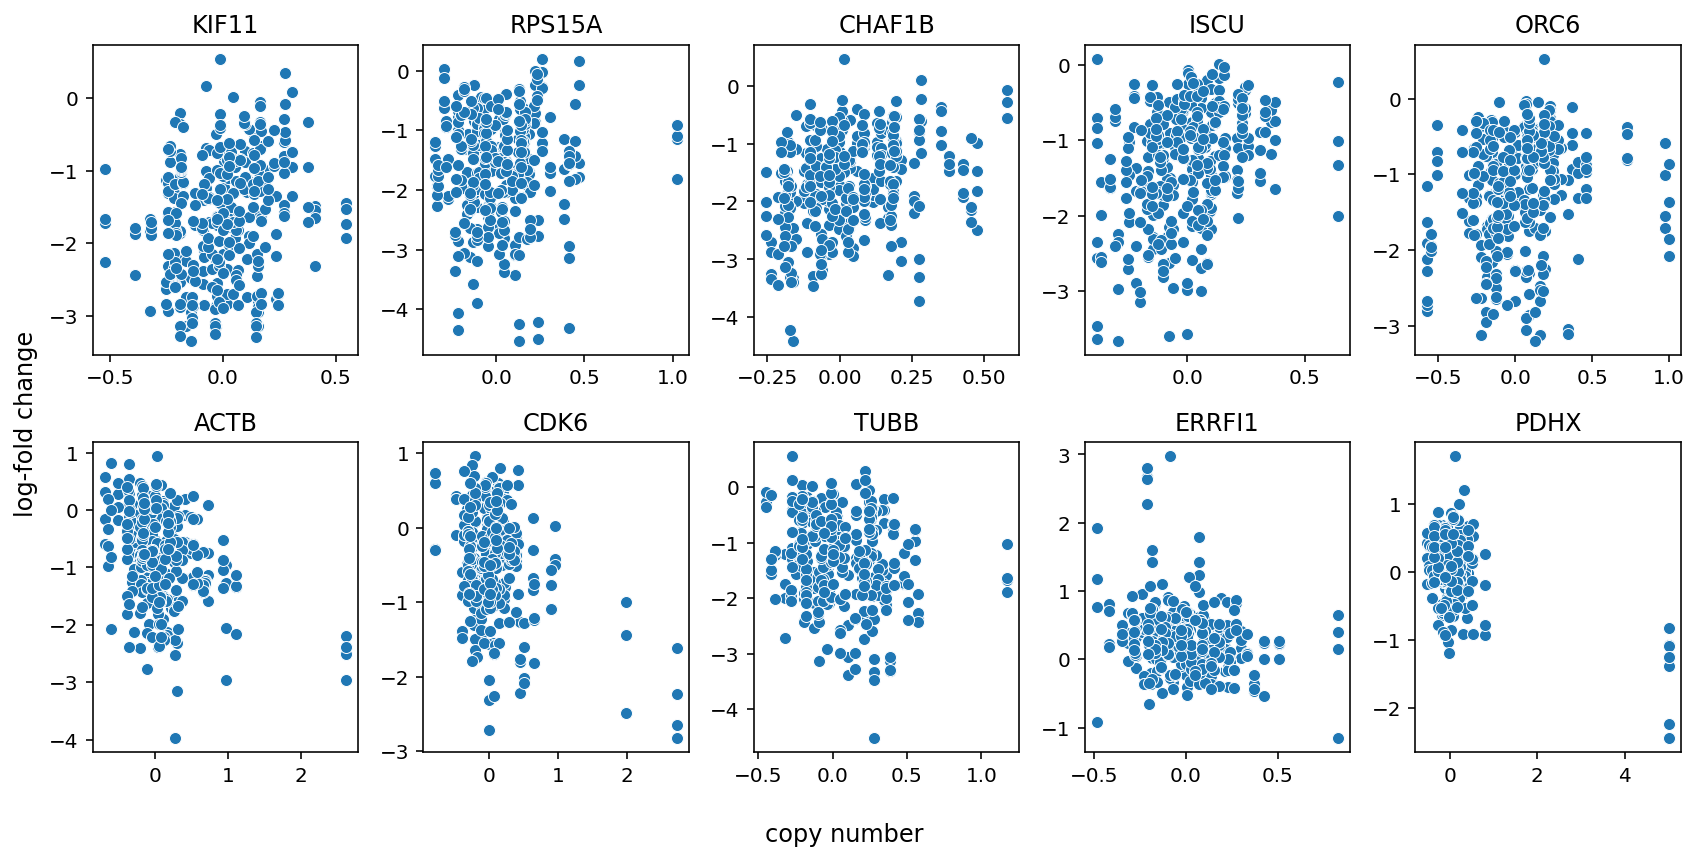 KIF11 RPS15A CHAF1B ISCU ORC6
0 0 0 0 0
−1 −1 −1 −1 −1
−2 −2 −2 −2 −2
−3 −3 −3 −3 −3
−4 −4
−0.5 0.0 0.5 0.0 0.5 1.0 −0.25 0.00 0.25 0.50 0.0 0.5 −0.5 0.0 0.5 1.0
log-fold change
ACTB CDK6 TUBB ERRFI1 PDHX
1 1 0 3 1
0 0 −1 2 0
−1 −1 −2 1 −1
−2 −2 −3 0 −2
−3 −3 −4 −1
−4
0 1 2 0 1 2 −0.5 0.0 0.5 1.0 −0.5 0.0 0.5 0 2 4
copy number